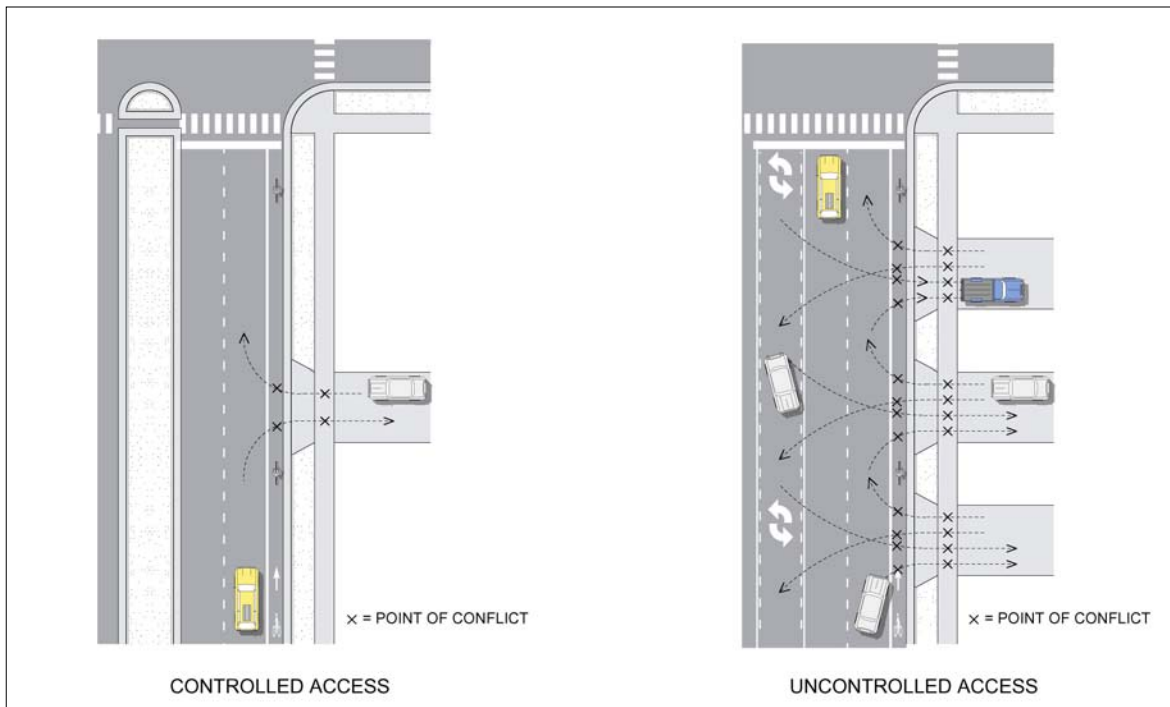 × = POINT OF CONFLICT
× = POINT OF CONFLICT
CONTROLLED ACCESS
UNCONTROLLED ACCESS